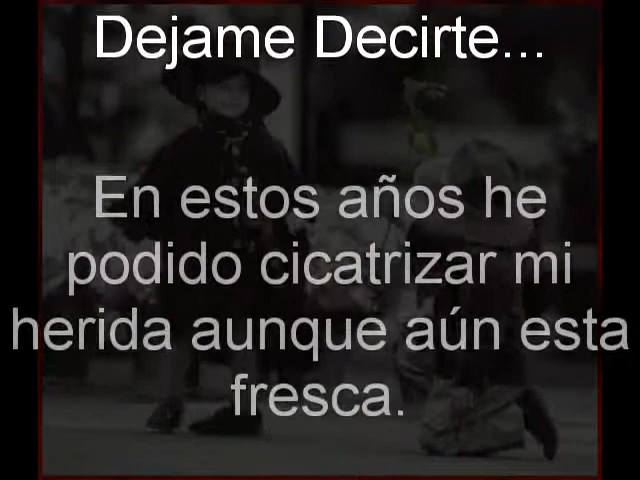 Dejame Decirte...
En estos años he
podido cicatrizar mi
herida aunque aún esta
fresca.